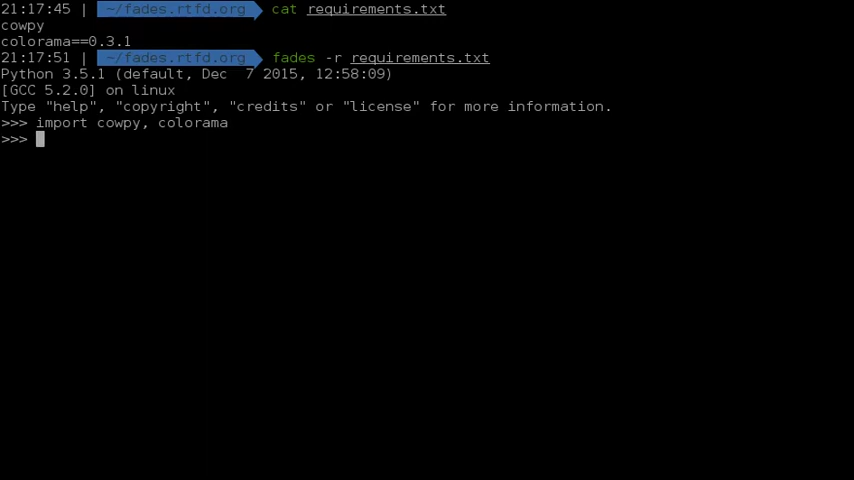 21:17:45 | ~/fades.rtfd.org cat requirements.txt
cowpy
colorama==0.3.1
21:17:51 | ~/fades.rtfd.org fades -r requirements.txt
Python 3.5.1 (default, Dec  7 2015, 12:58:09)
[GCC 5.2.0] on linux
Type "help", "copyright", "credits" or "license" for more information.
>>> import cowpy, colorama
>>>